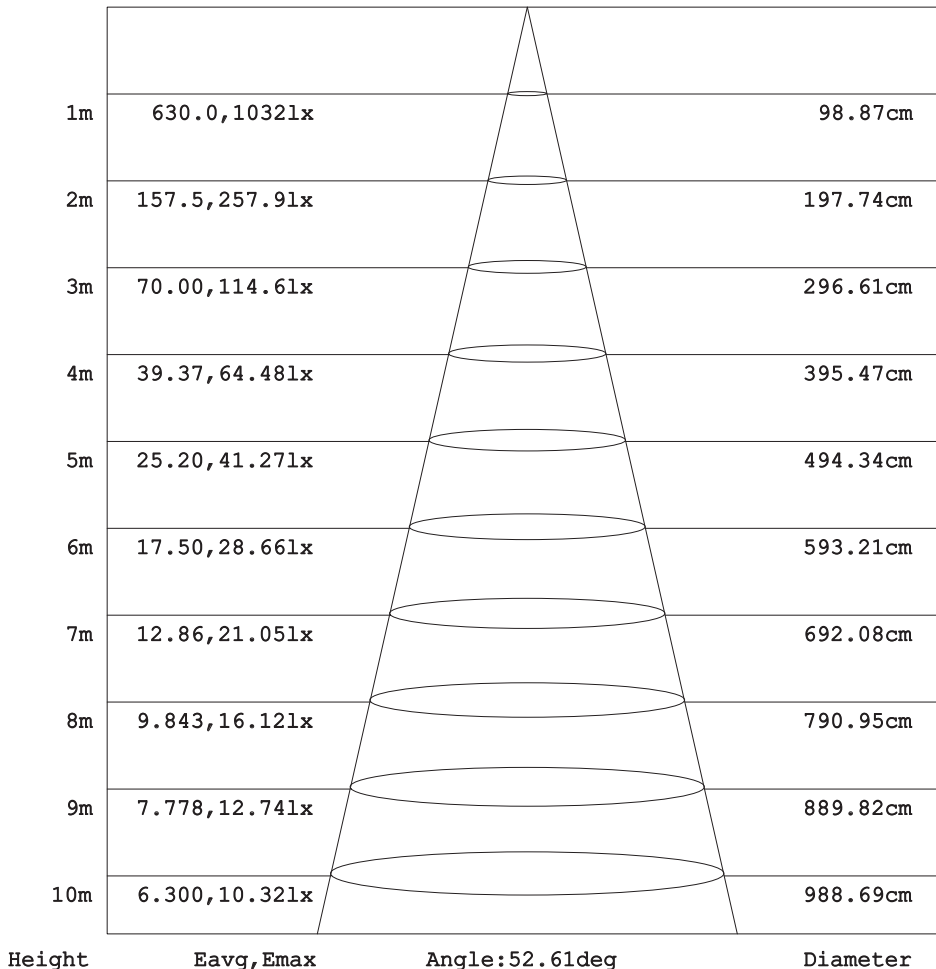 1m 630.0,1032lx 98.87cm
2m 157.5,257.9lx 197.74cm
3m 70.00,114.6lx 296.61cm
4m 39.37,64.48lx 395.47cm
5m 25.20,41.27lx 494.34cm
6m 17.50,28.66lx 593.21cm
7m 12.86,21.05lx 692.08cm
8m 9.843,16.12lx 790.95cm
9m 7.778,12.74lx 889.82cm
10m 6.300,10.32lx 988.69cm
Height Eavg,Emax Angle:52.61deg Diameter